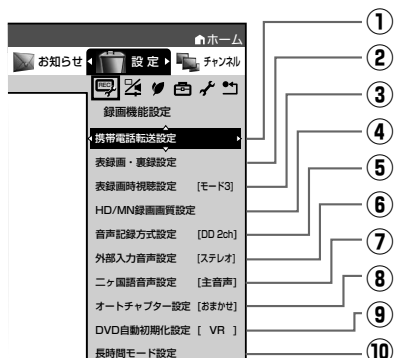 ホーム
お知らせ 設定 チャンネル
REC
録画機能設定
携帯電話転送設定
表録画・裏録設定
表録画時視聴設定 [モード3]
HD/MN録画画質設定
音声記録方式設定 [DD 2ch]
外部入力音声設定 [ステレオ]
二ヶ国語音声設定 [主音声]
オートチャプター設定 [おまかせ]
DVD自動初期化設定 [ VR ]
長時間モード設定
①
②
③
④
⑤
⑥
⑦
⑧
⑨
⑩